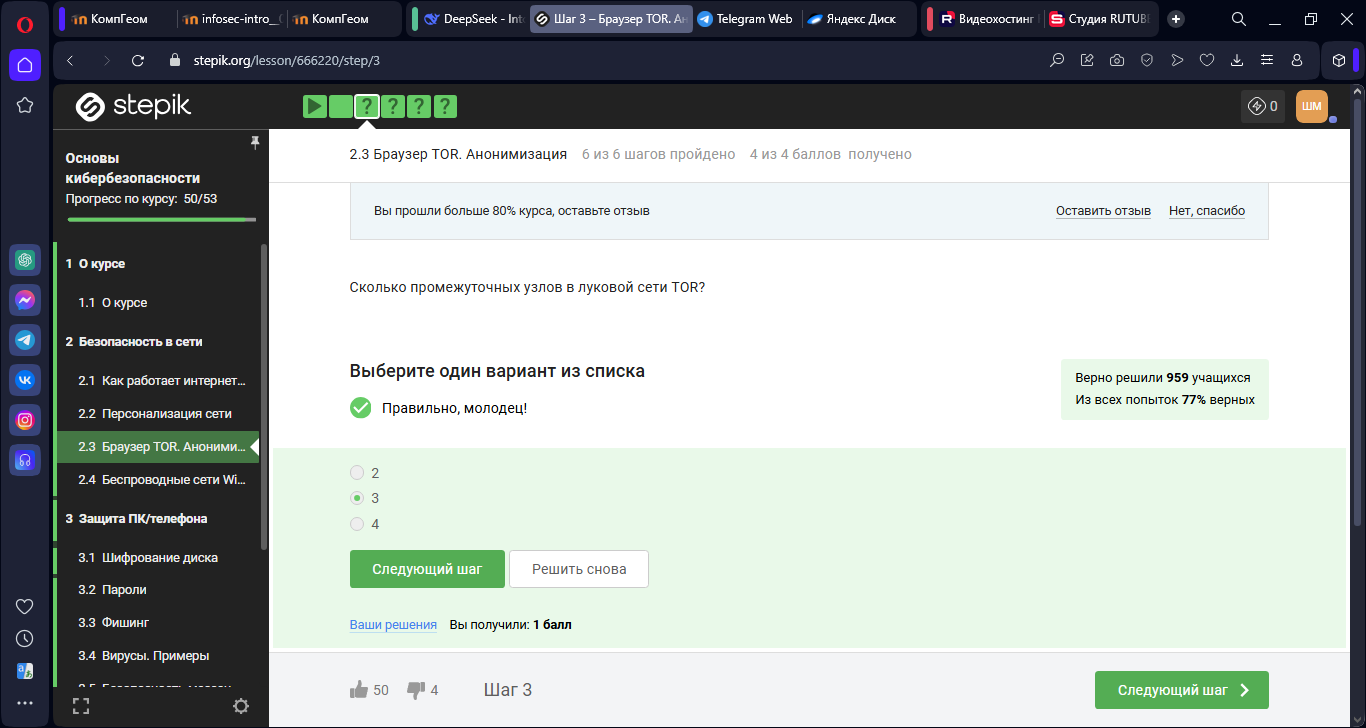 КомпГеом
infosec-intro__(
КомпГеом
DeepSeek - Int
Шаг 3 – Браузер TOR. Ан
Telegram Web
Яндекс Диск
Видеохостинг
Студия RUTUBE
stepik.org/lesson/666220/step/3
stepik
? ? ? ?
0
ШМ
Основы
кибербезопасности
Прогресс по курсу: 50/53
1 О курсе
1.1 О курсе
2 Безопасность в сети
2.1 Как работает интернет...
2.2 Персонализация сети
2.3 Браузер TOR. Аноними...
2.4 Беспроводные сети Wi...
3 Защита ПК/телефона
3.1 Шифрование диска
3.2 Пароли
3.3 Фишинг
3.4 Вирусы. Примеры
2.3 Браузер TOR. Анонимизация 6 из 6 шагов пройдено 4 из 4 баллов получено
Вы прошли больше 80% курса, оставьте отзыв
Оставить отзыв Нет, спасибо
Сколько промежуточных узлов в луковой сети TOR?
Выберите один вариант из списка
Правильно, молодец!
Верно решили 959 учащихся
Из всех попыток 77% верных
2
3
4
Следующий шаг
Решить снова
Ваши решения Вы получили: 1 балл
50
4
Шаг 3
Следующий шаг